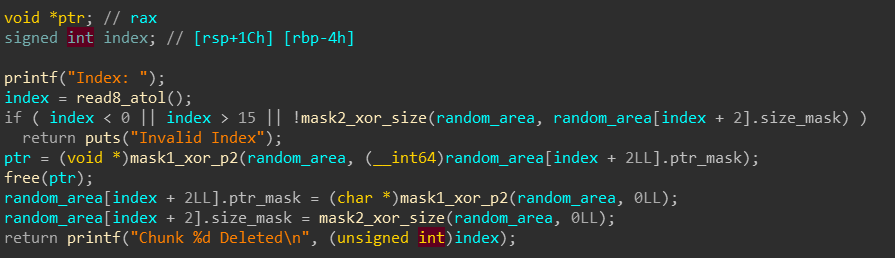 void *ptr; // rax
signed int index; // [rsp+1Ch] [rbp-4h]

printf("Index: ");
index = read8_atol();
if ( index < 0 || index > 15 || !mask2_xor_size(random_area, random_area[index + 2].size_mask) )
  return puts("Invalid Index");
ptr = (void *)mask1_xor_p2(random_area, (__int64)random_area[index + 2LL].ptr_mask);
free(ptr);
random_area[index + 2LL].ptr_mask = (char *)mask1_xor_p2(random_area, 0LL);
random_area[index + 2].size_mask = mask2_xor_size(random_area, 0LL);
return printf("Chunk %d Deleted\n", (unsigned int)index);